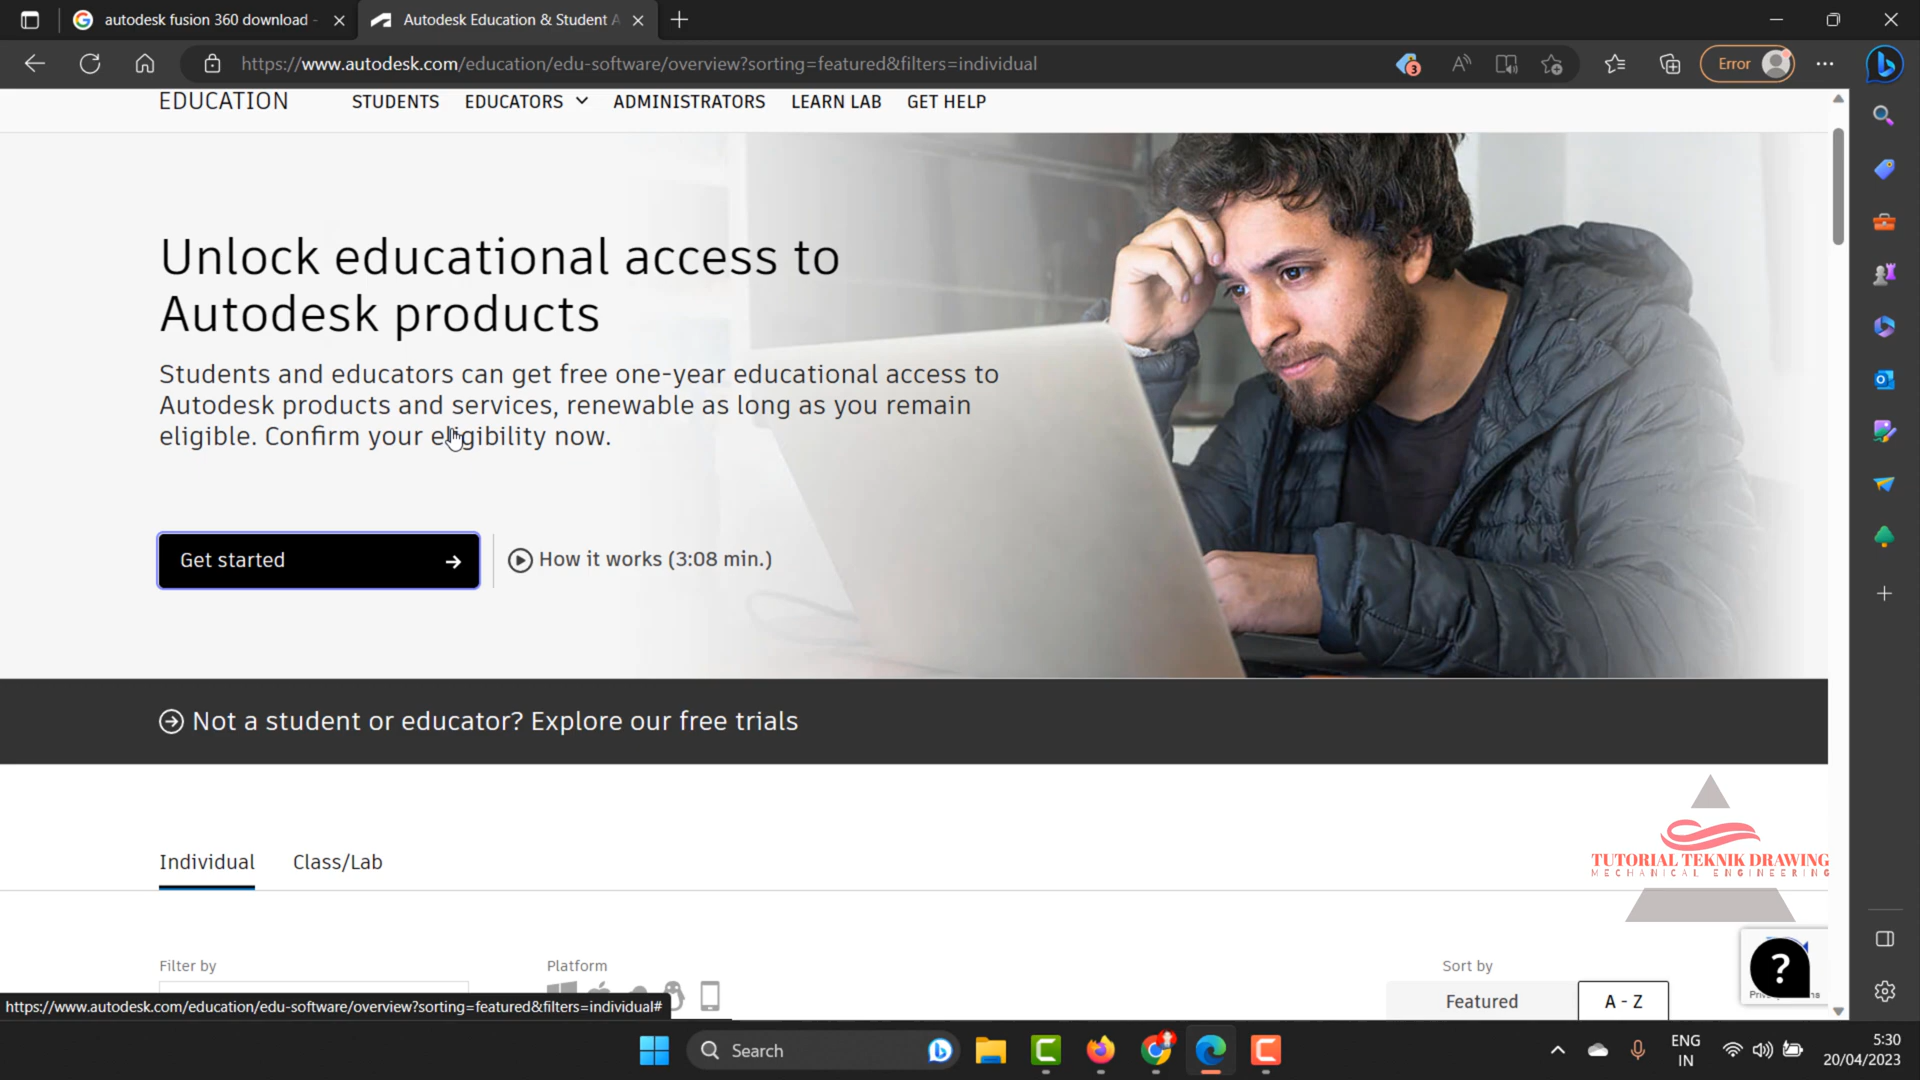 autodesk fusion 360 download -
Autodesk Education & Student A
https://www.autodesk.com/education/edu-software/overview?sorting=featured&filters=individual
3
Error
EDUCATION
STUDENTS
EDUCATORS
ADMINISTRATORS
LEARN LAB
GET HELP
Unlock educational access to
Autodesk products
Students and educators can get free one-year educational access to
Autodesk products and services, renewable as long as you remain
eligible. Confirm your eligibility now.
Get started
How it works (3:08 min.)
Not a student or educator? Explore our free trials
Individual
Class/Lab
TUTORIAL TEKNIK DRAWING
MECHANICAL ENGINEERING
Filter by
Platform
Sort by
Featured
A - Z
?
https://www.autodesk.com/education/edu-software/overview?sorting=featured&filters=individual#
Search
ENG
IN
5:30
20/04/2023